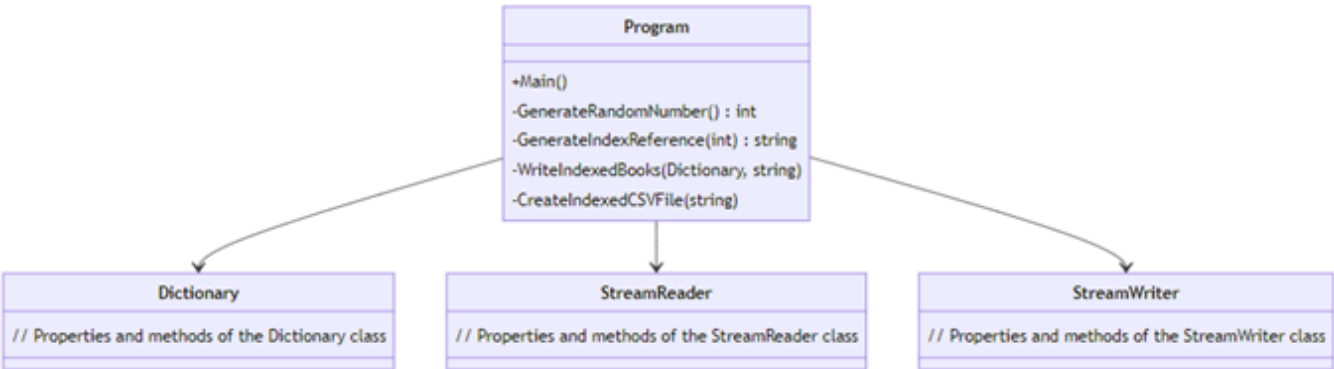 Program
+Main()
-GenerateRandomNumber() : int
-GenerateIndexReference(int) : string
-WriteIndexedBooks(Dictionary, string)
-CreateIndexedCSVFile(string)
Dictionary
// Properties and methods of the Dictionary class
StreamReader
// Properties and methods of the StreamReader class
StreamWriter
// Properties and methods of the StreamWriter class